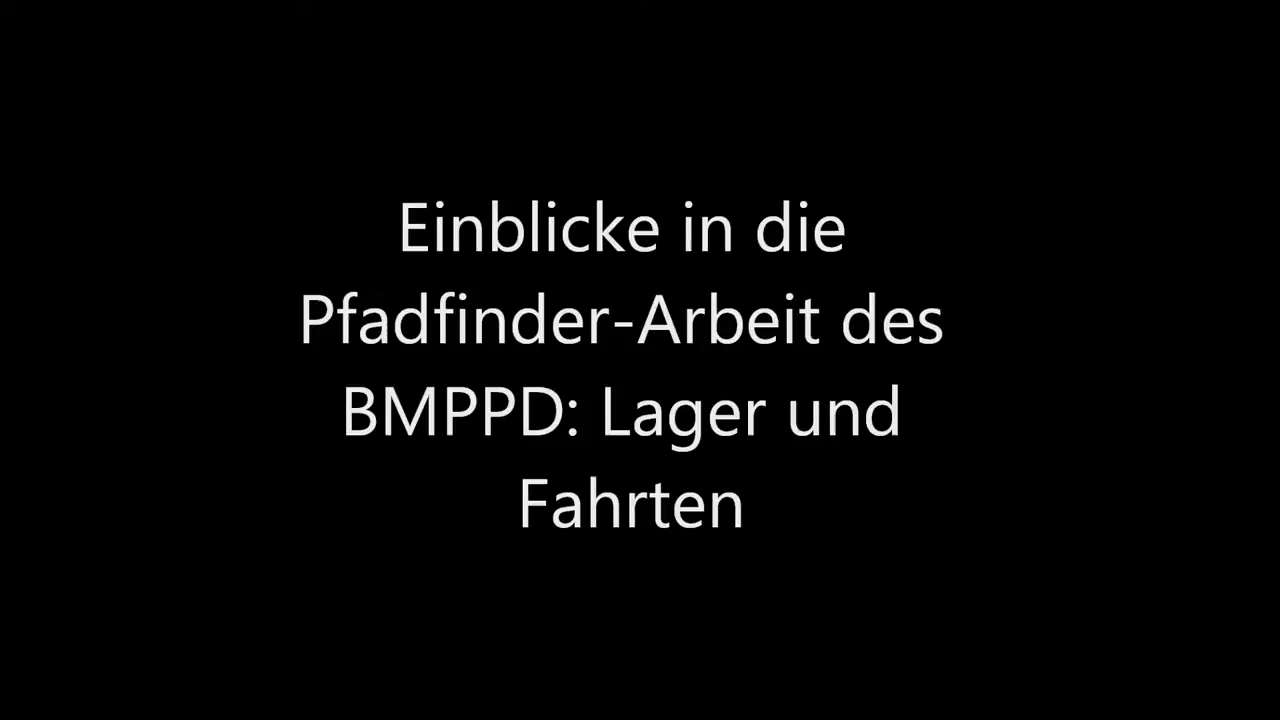 Einblicke in die
Pfadfinder-Arbeit des
BMPPD: Lager und
Fahrten